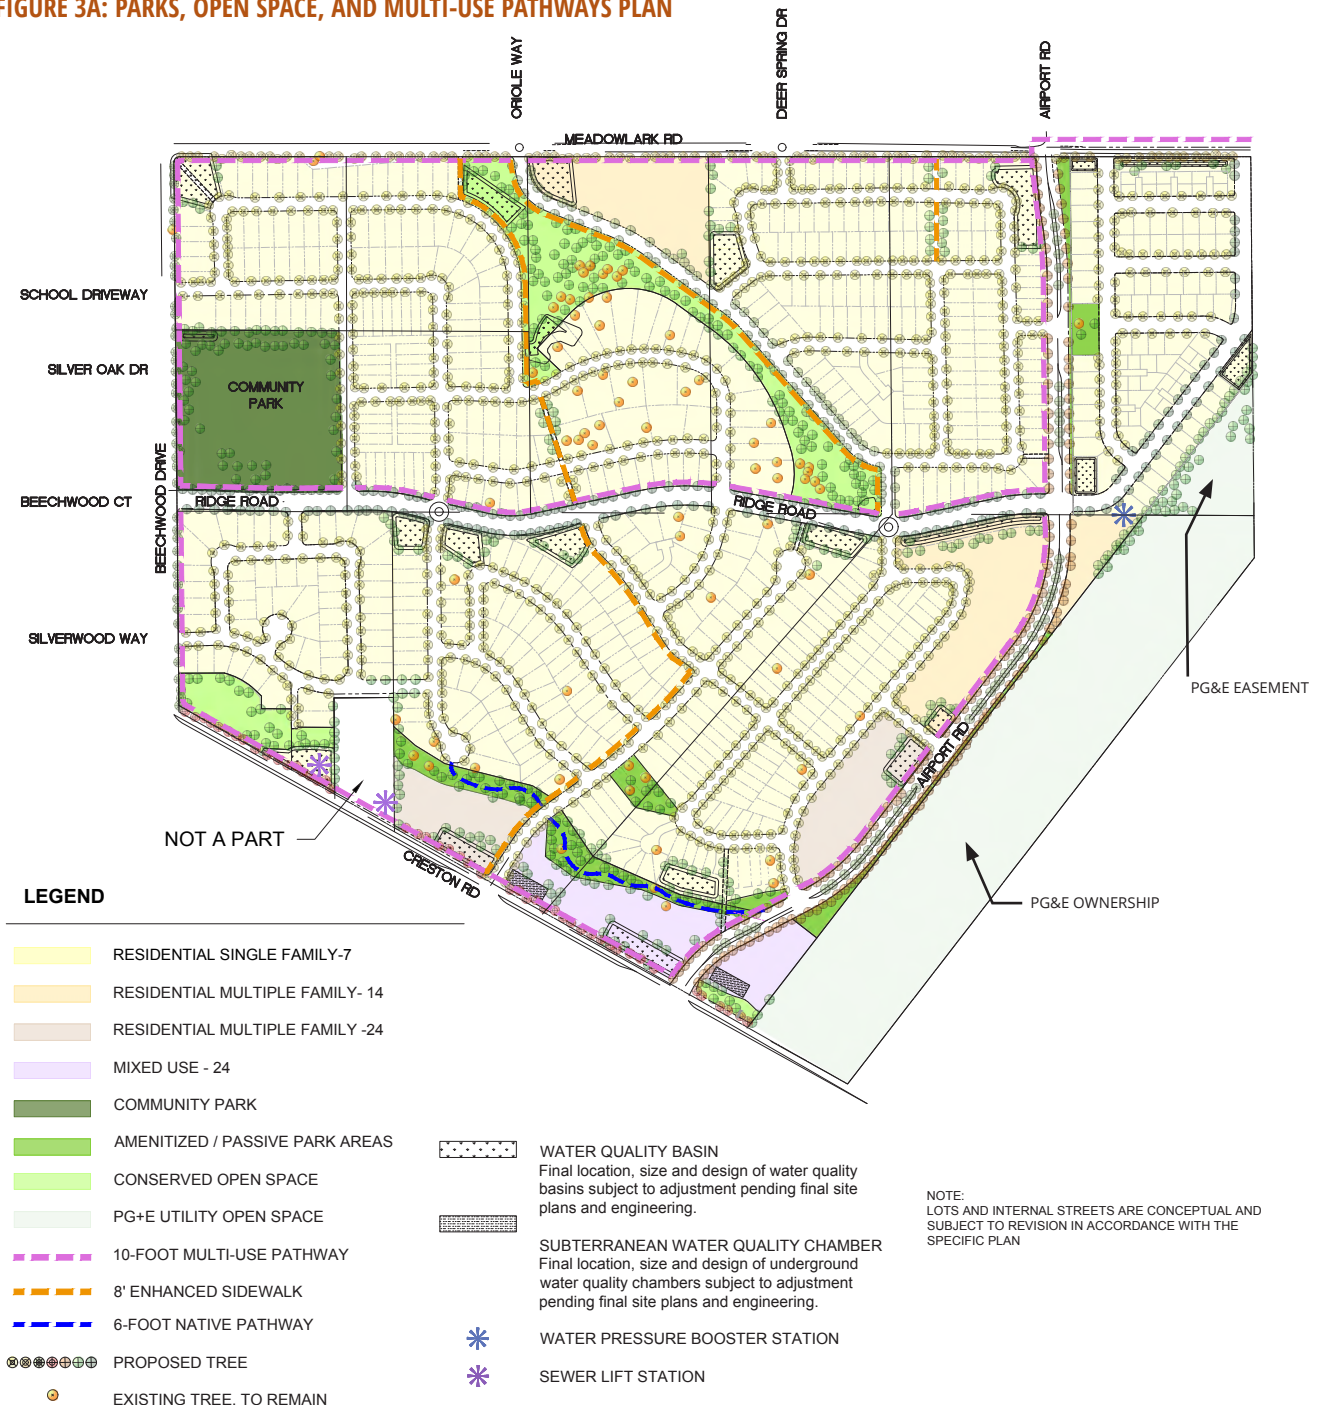 FIGURE 3A: PARKS, OPEN SPACE, AND MULTI-USE PATHWAYS PLAN
ORIOLE WAY
DEER SPRING DR
AIRPORT RD
MEADOWLARK RD
SCHOOL DRIVEWAY
SILVER OAK DR
COMMUNITY
PARK
BEECHWOOD DRIVE
BEECHWOOD CT
RIDGE ROAD
RIDGE ROAD
SILVERWOOD WAY
PG&E EASEMENT
AIRPORT RD
NOT A PART
CRESTON RD
PG&E OWNERSHIP
LEGEND
RESIDENTIAL SINGLE FAMILY-7
RESIDENTIAL MULTIPLE FAMILY- 14
RESIDENTIAL MULTIPLE FAMILY -24
MIXED USE - 24
COMMUNITY PARK
AMENITIZED / PASSIVE PARK AREAS
CONSERVED OPEN SPACE
PG+E UTILITY OPEN SPACE
10-FOOT MULTI-USE PATHWAY
8' ENHANCED SIDEWALK
6-FOOT NATIVE PATHWAY
PROPOSED TREE
EXISTING TREE. TO REMAIN
WATER QUALITY BASIN
Final location, size and design of water quality
basins subject to adjustment pending final site
plans and engineering.
SUBTERRANEAN WATER QUALITY CHAMBER
Final location, size and design of underground
water quality chambers subject to adjustment
pending final site plans and engineering.
WATER PRESSURE BOOSTER STATION
SEWER LIFT STATION
NOTE:
LOTS AND INTERNAL STREETS ARE CONCEPTUAL AND
SUBJECT TO REVISION IN ACCORDANCE WITH THE
SPECIFIC PLAN